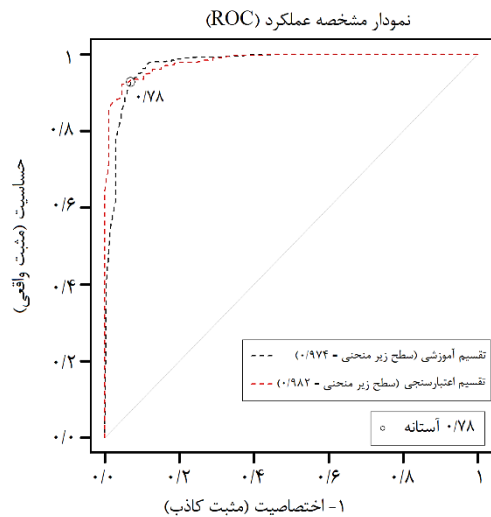 نمودار مشخصه عملکرد (ROC)
۱
۰/۸
۰/۶
۰/۴
۰/۲
۰/۰
حساسیت (مثبت واقعی)
۰/۷۸
تقسیم آموزشی (سطح زیر منحنی = ۰/۹۷۴)
تقسیم اعتبارسنجی (سطح زیر منحنی = ۰/۹۸۲)
۰/۷۸ آستانه
۰/۰ ۰/۲ ۰/۴ ۰/۶ ۰/۸ ۱
۱- اختصاصیت (مثبت کاذب)